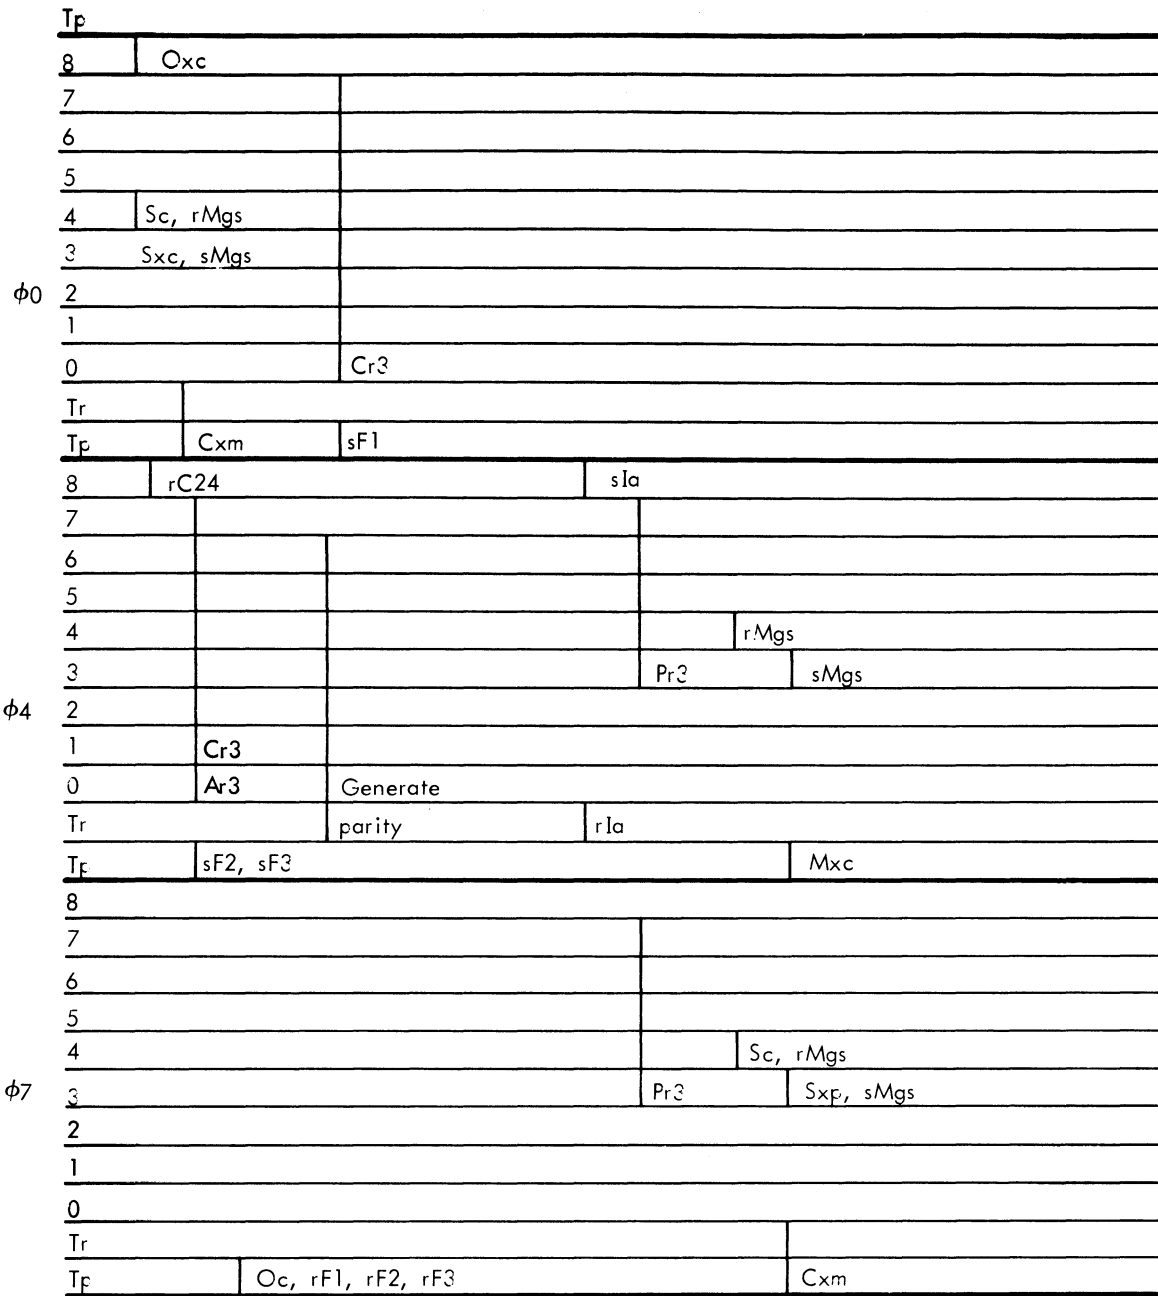 Tp
8 Oxc
7
6
5
4 Sc, rMgs
3 Sxc, sMgs
φ0 2
1
0 Cr3
Tr
Tp Cxm sF1
8 rC24 sIa
7
6
5
4 rMgs
3 Pr3 sMgs
φ4 2
1 Cr3
0 Ar3 Generate
Tr parity rIa
Tp sF2, sF3 Mxc
8
7
6
5
4 Sc, rMgs
φ7 3 Pr3 Sxp, sMgs
2
1
0
Tr
Tp Oc, rF1, rF2, rF3 Cxm